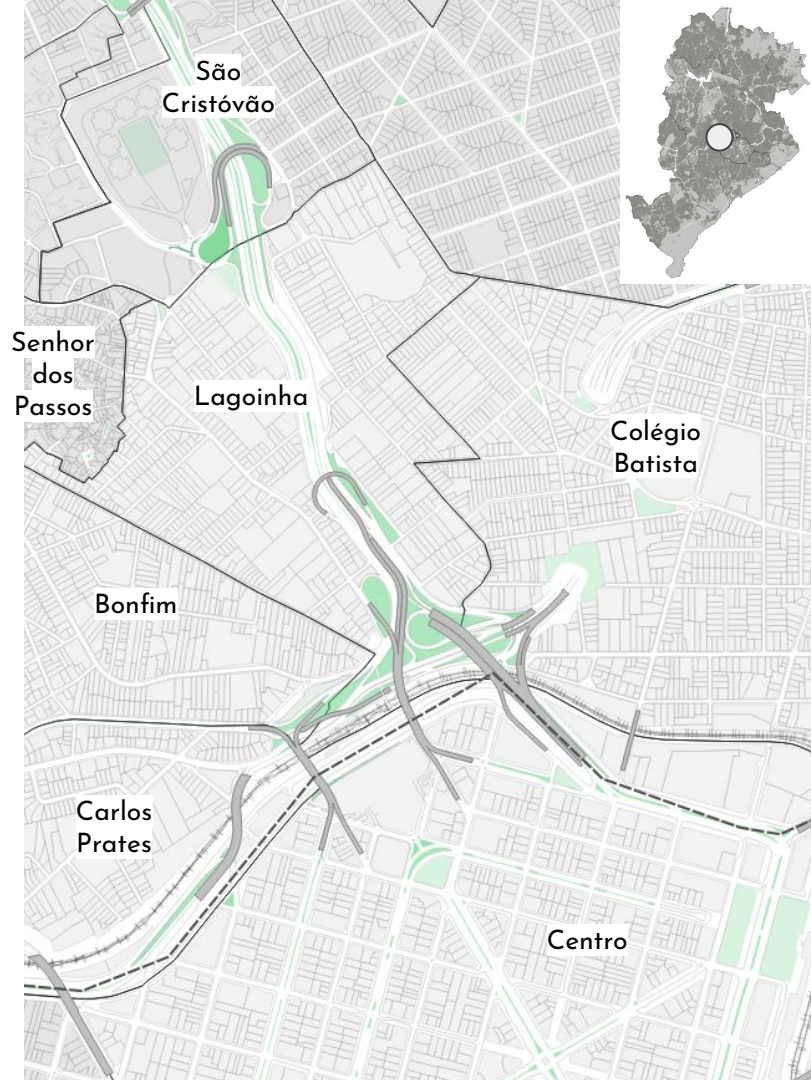 São
Cristóvão
Senhor
dos
Passos
Lagoinha
Colégio
Batista
Bonfim
Carlos
Prates
Centro